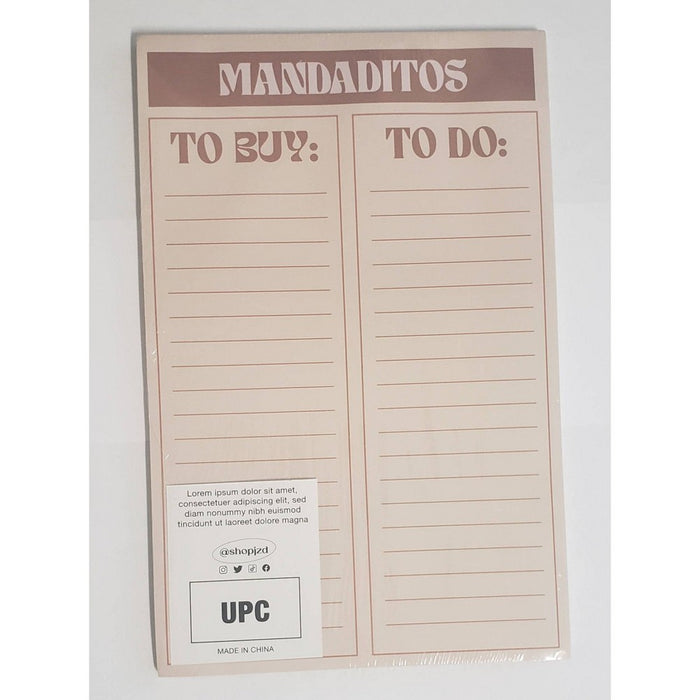 MANDADITOS
TO BUY:
TO DO:
Lorem ipsum dolor sit amet,
consectetuer adipiscing elit, sed
diam nonummy nibh euismod
tincidunt ut laoreet dolore magna
@shopjzd
UPC
MADE IN CHINA